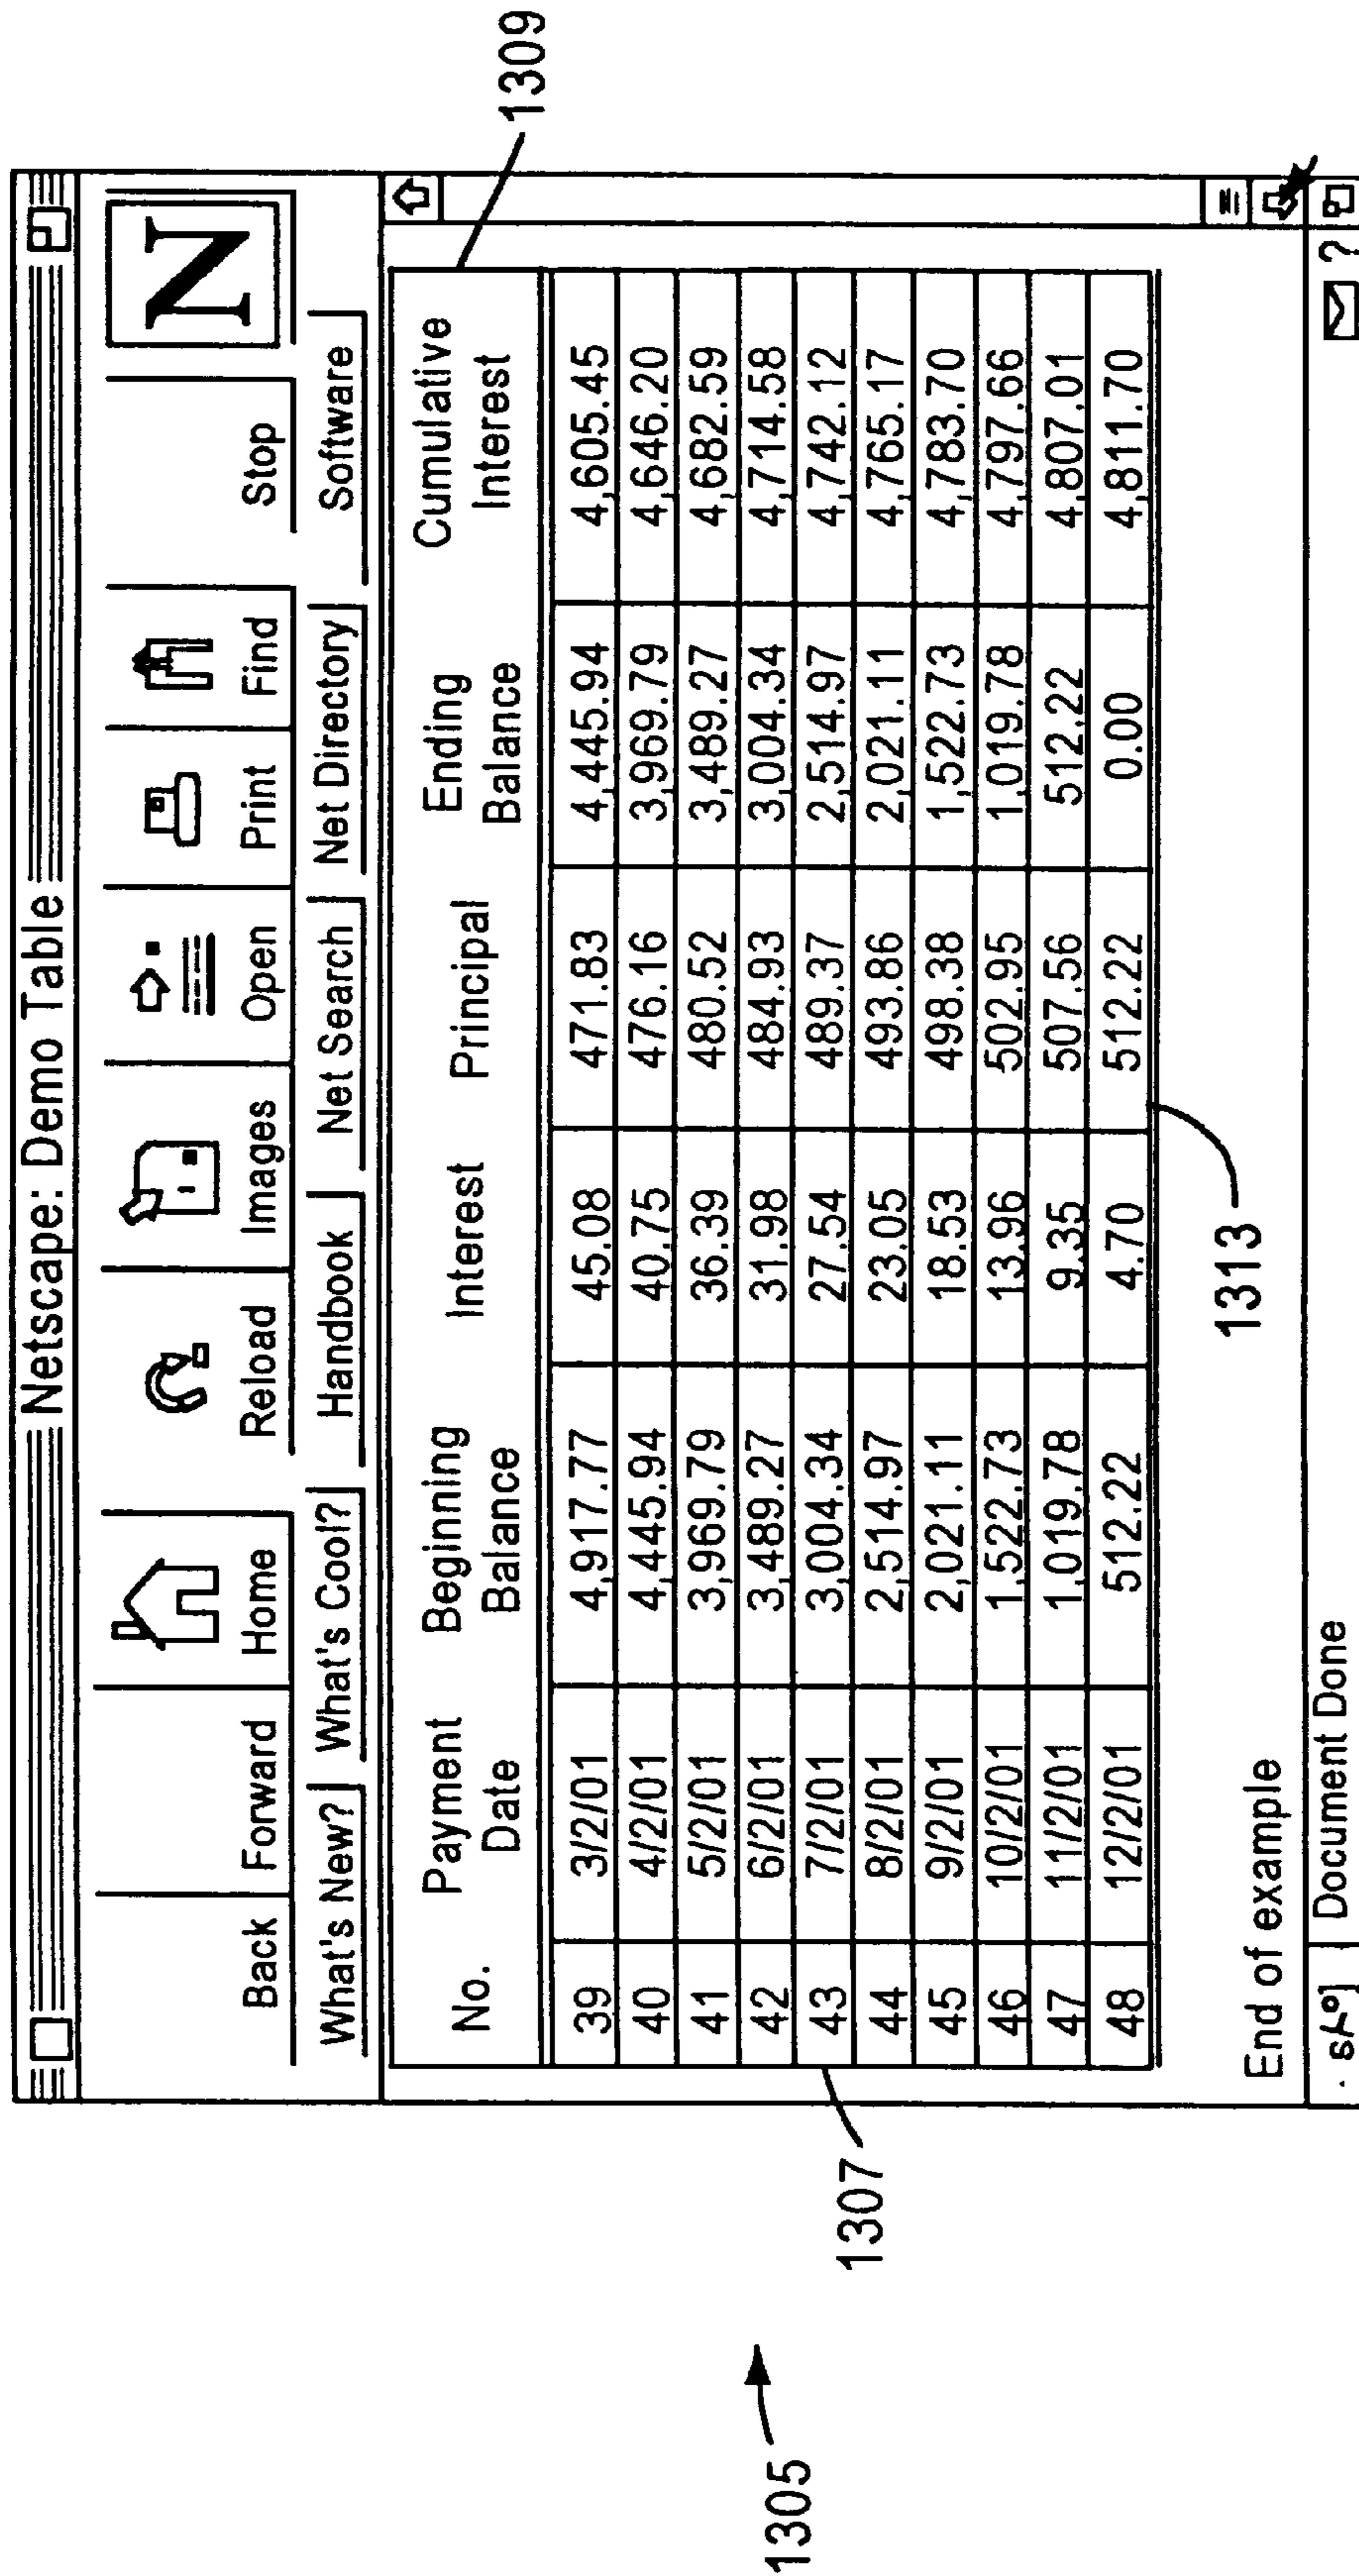 Netscape: Demo Table
Back Forward Home Reload Images Open Print Find Stop N
What's New? What's Cool? Handbook Net Search Net Directory Software
No. Payment Date Beginning Balance Interest Principal Ending Balance Cumulative Interest
39 3/2/01 4,917.77 45.08 471.83 4,445.94 4,605.45
40 4/2/01 4,445.94 40.75 476.16 3,969.79 4,646.20
41 5/2/01 3,969.79 36.39 480.52 3,489.27 4,682.59
42 6/2/01 3,489.27 31.98 484.93 3,004.34 4,714.58
43 7/2/01 3,004.34 27.54 489.37 2,514.97 4,742.12
44 8/2/01 2,514.97 23.05 493.86 2,021.11 4,765.17
45 9/2/01 2,021.11 18.53 498.38 1,522.73 4,783.70
46 10/2/01 1,522.73 13.96 502.95 1,019.78 4,797.66
47 11/2/01 1,019.78 9.35 507.56 512.22 4,807.01
48 12/2/01 512.22 4.70 512.22 0.00 4,811.70
End of example
Document Done ?
1305
1307
1309
1313